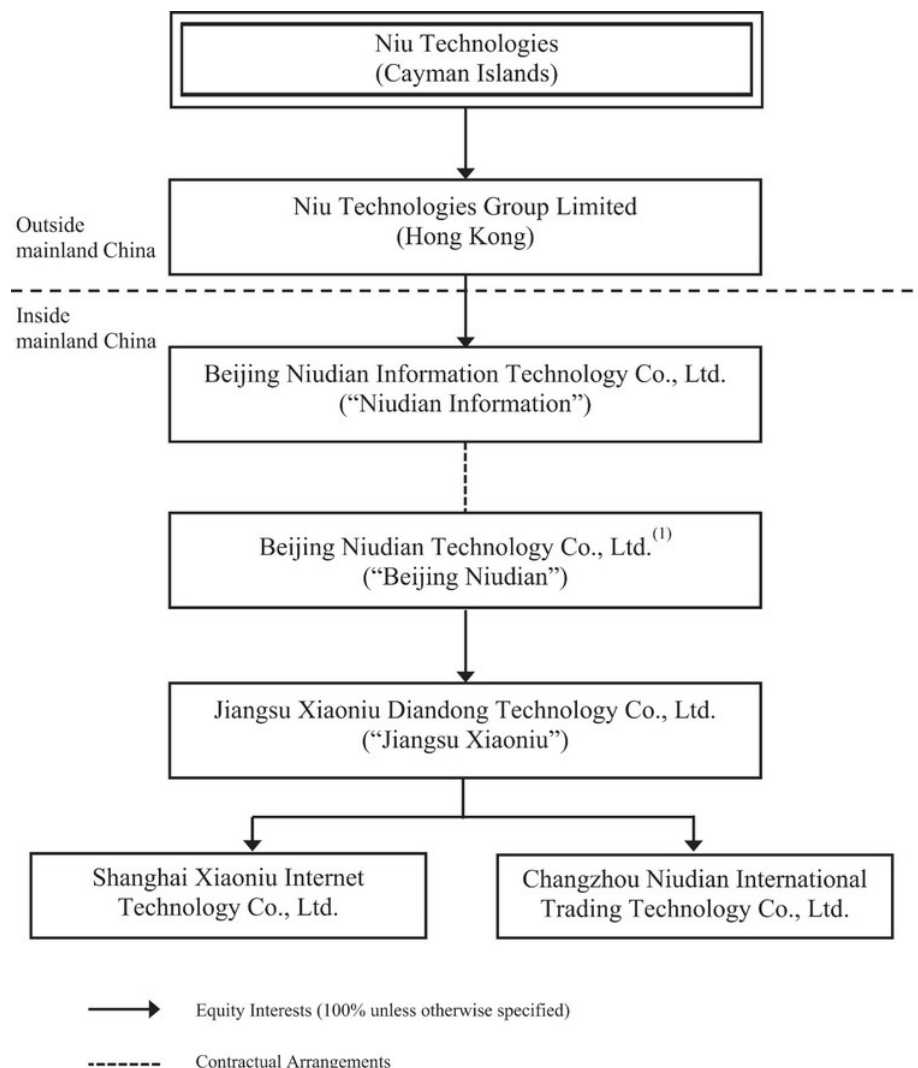 Niu Technologies
(Cayman Islands)
Niu Technologies Group Limited
(Hong Kong)
Outside
mainland China
Inside
mainland China
Beijing Niudian Information Technology Co., Ltd.
(“Niudian Information”)
Beijing Niudian Technology Co., Ltd.(1)
(“Beijing Niudian”)
Jiangsu Xiaoniu Diandong Technology Co., Ltd.
(“Jiangsu Xiaoniu”)
Shanghai Xiaoniu Internet
Technology Co., Ltd.
Changzhou Niudian International
Trading Technology Co., Ltd.
Equity Interests (100% unless otherwise specified)
Contractual Arrangements